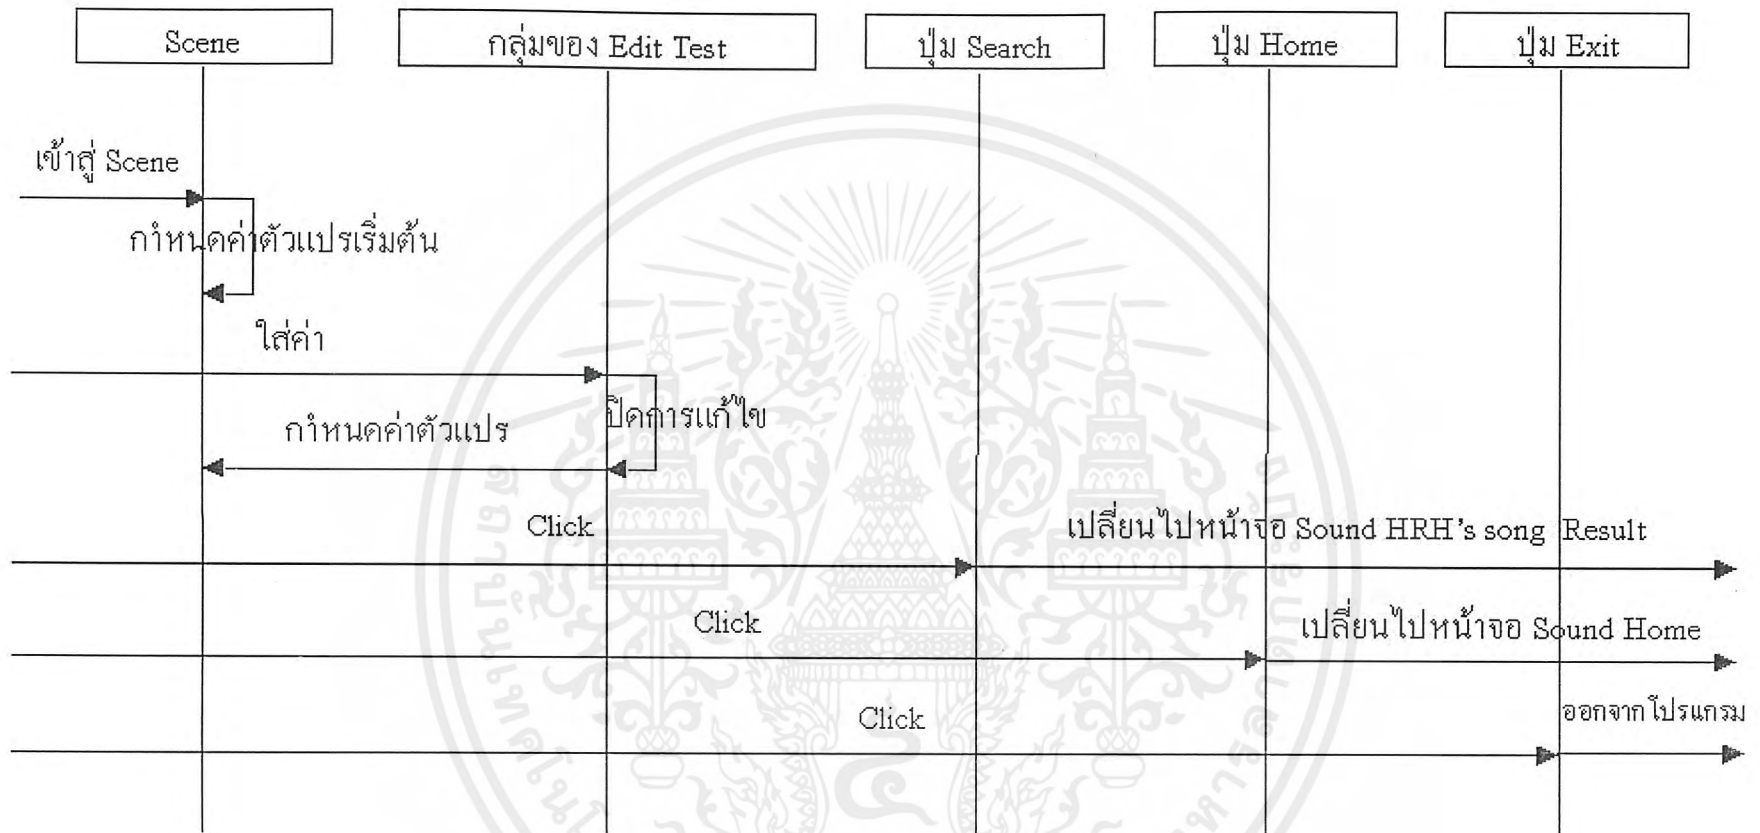 Scene
กลุ่มของ Edit Test
ปุ่ม Search
ปุ่ม Home
ปุ่ม Exit
เข้าสู่ Scene
กำหนดค่าตัวแปรเริ่มต้น
ใส่ค่า
ปิดการแก้ไข
กำหนดค่าตัวแปร
Click
เปลี่ยนไปหน้าจอ Sound HRH's song Result
Click
เปลี่ยนไปหน้าจอ Sound Home
Click
ออกจากโปรแกรม